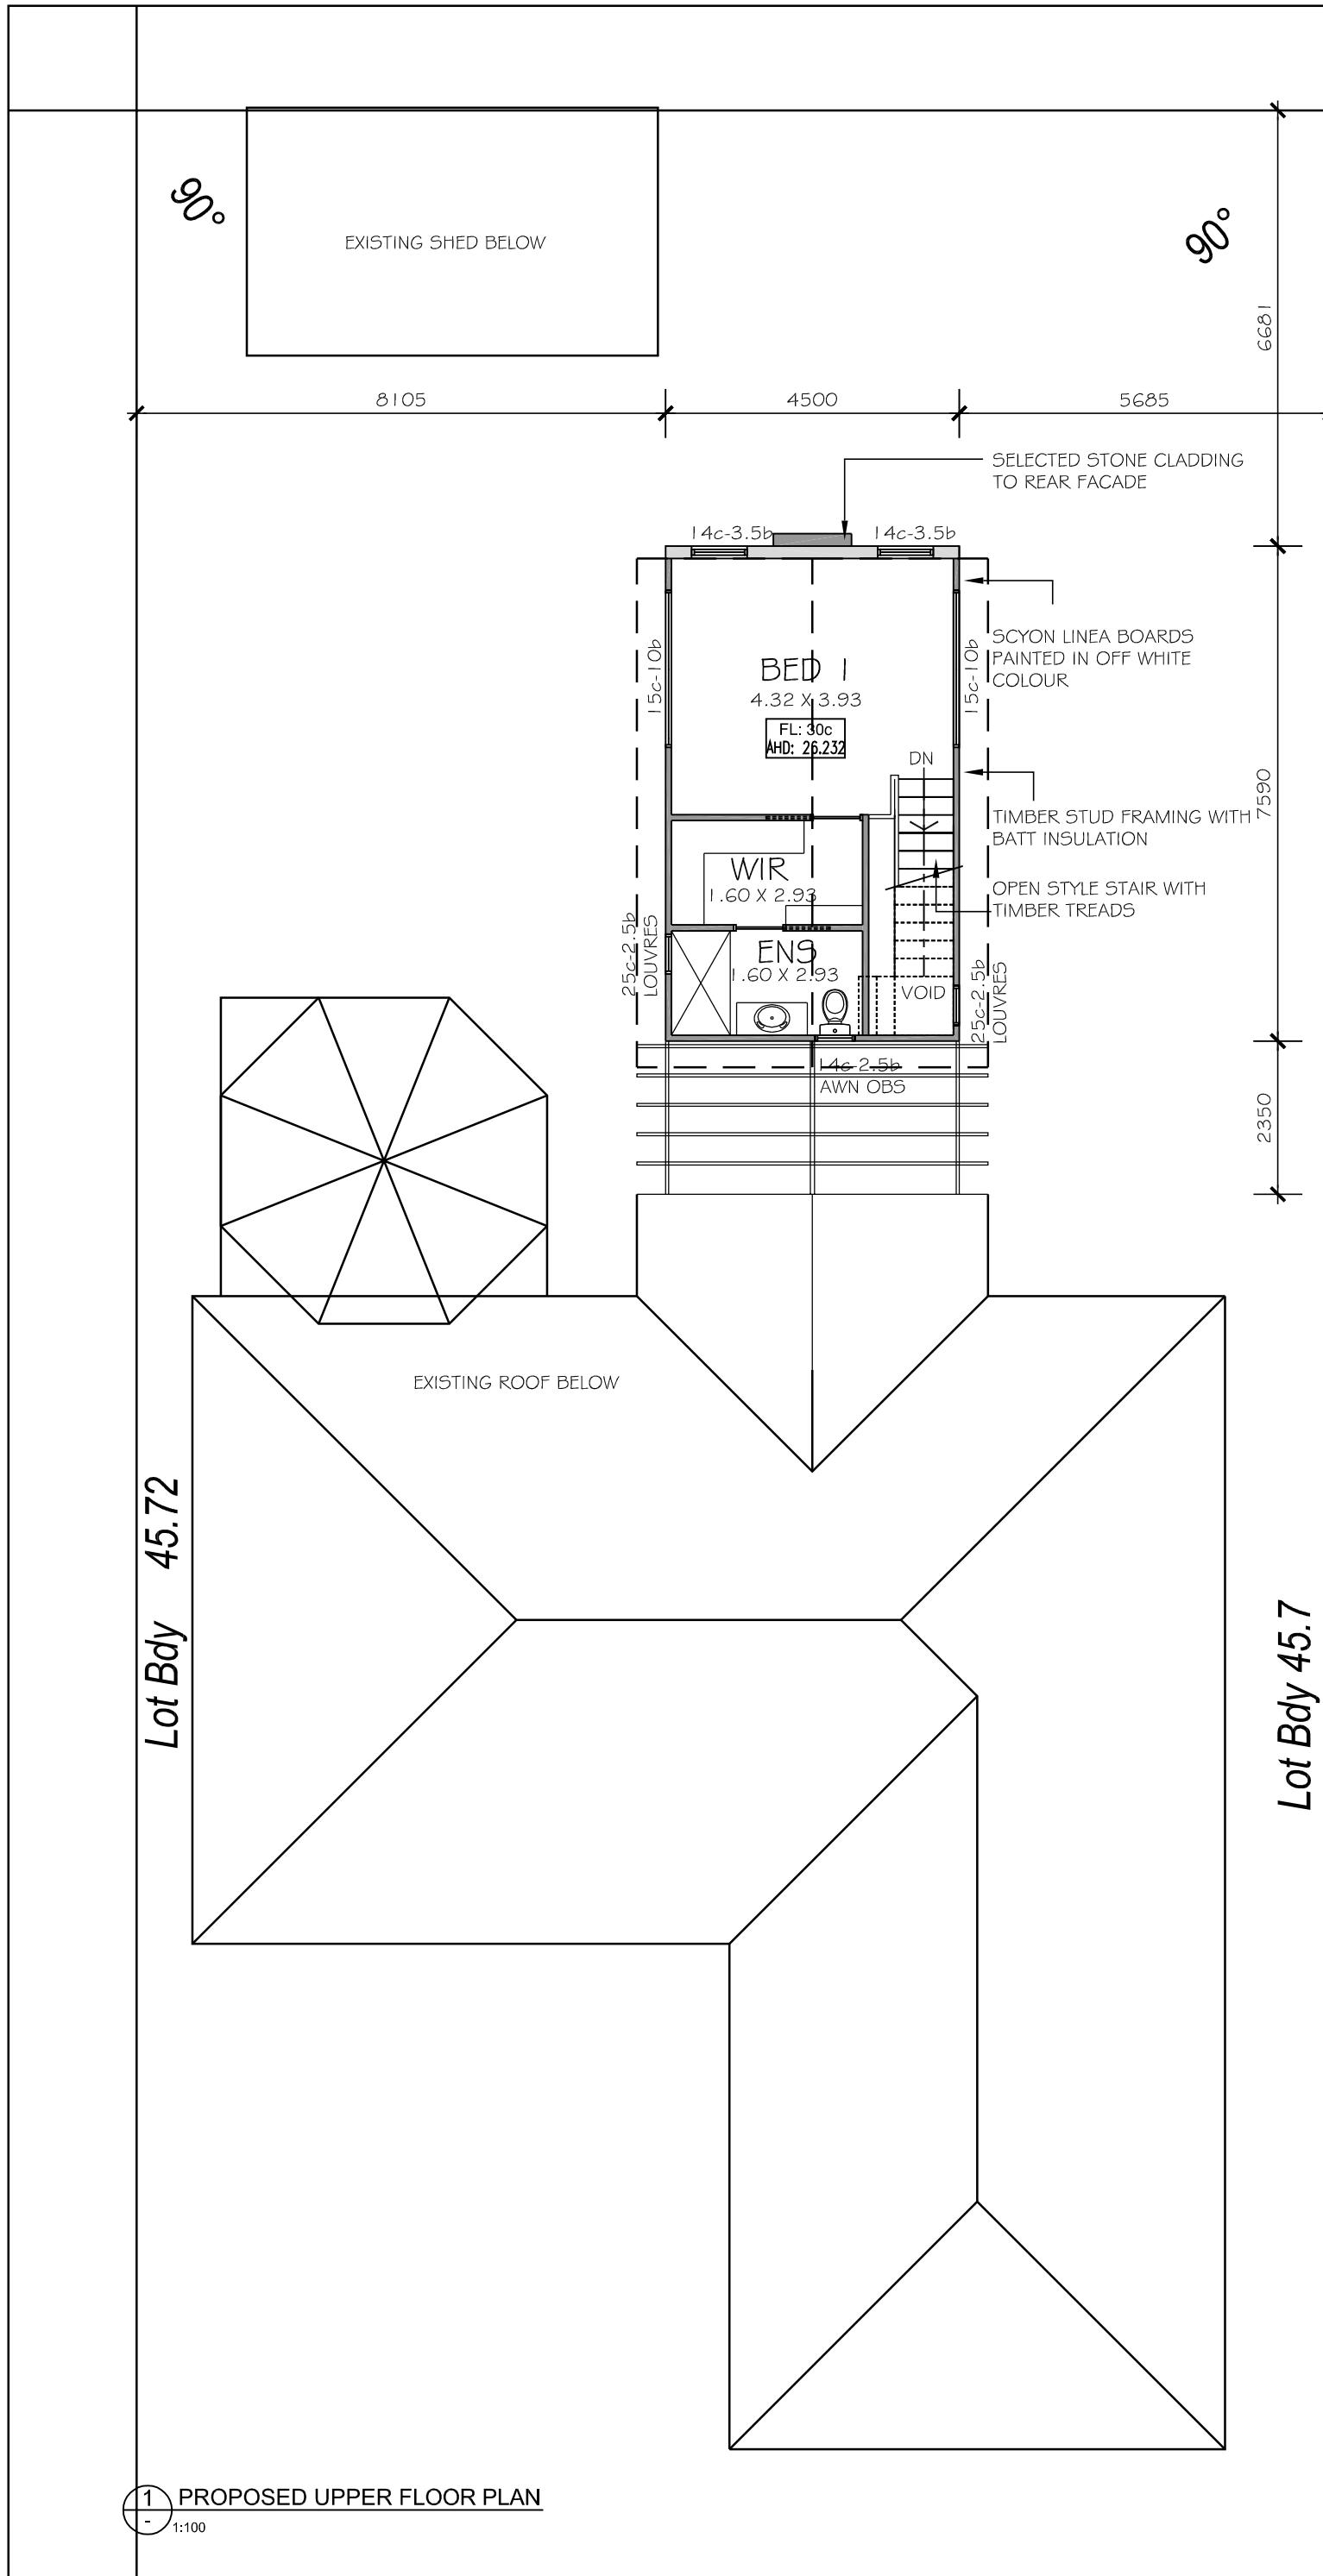 90°
90°
EXISTING SHED BELOW
6681
8105
4500
5685
SELECTED STONE CLADDING
TO REAR FACADE
14c-3.5b
14c-3.5b
15c-10b
15c-10b
SCYON LINEA BOARDS
PAINTED IN OFF WHITE
COLOUR
BED 1
4.32 X 3.93
FL: 30c
AHD: 26.232
DN
7590
TIMBER STUD FRAMING WITH
BATT INSULATION
WIR
1.60 X 2.93
OPEN STYLE STAIR WITH
TIMBER TREADS
25c-2.5b
LOUVRES
ENS
1.60 X 2.93
VOID
25c-2.5b
LOUVRES
14c-2.5b
AWN OBS
2350
EXISTING ROOF BELOW
Lot Bdy 45.72
Lot Bdy 45.7
1
-
PROPOSED UPPER FLOOR PLAN
1:100